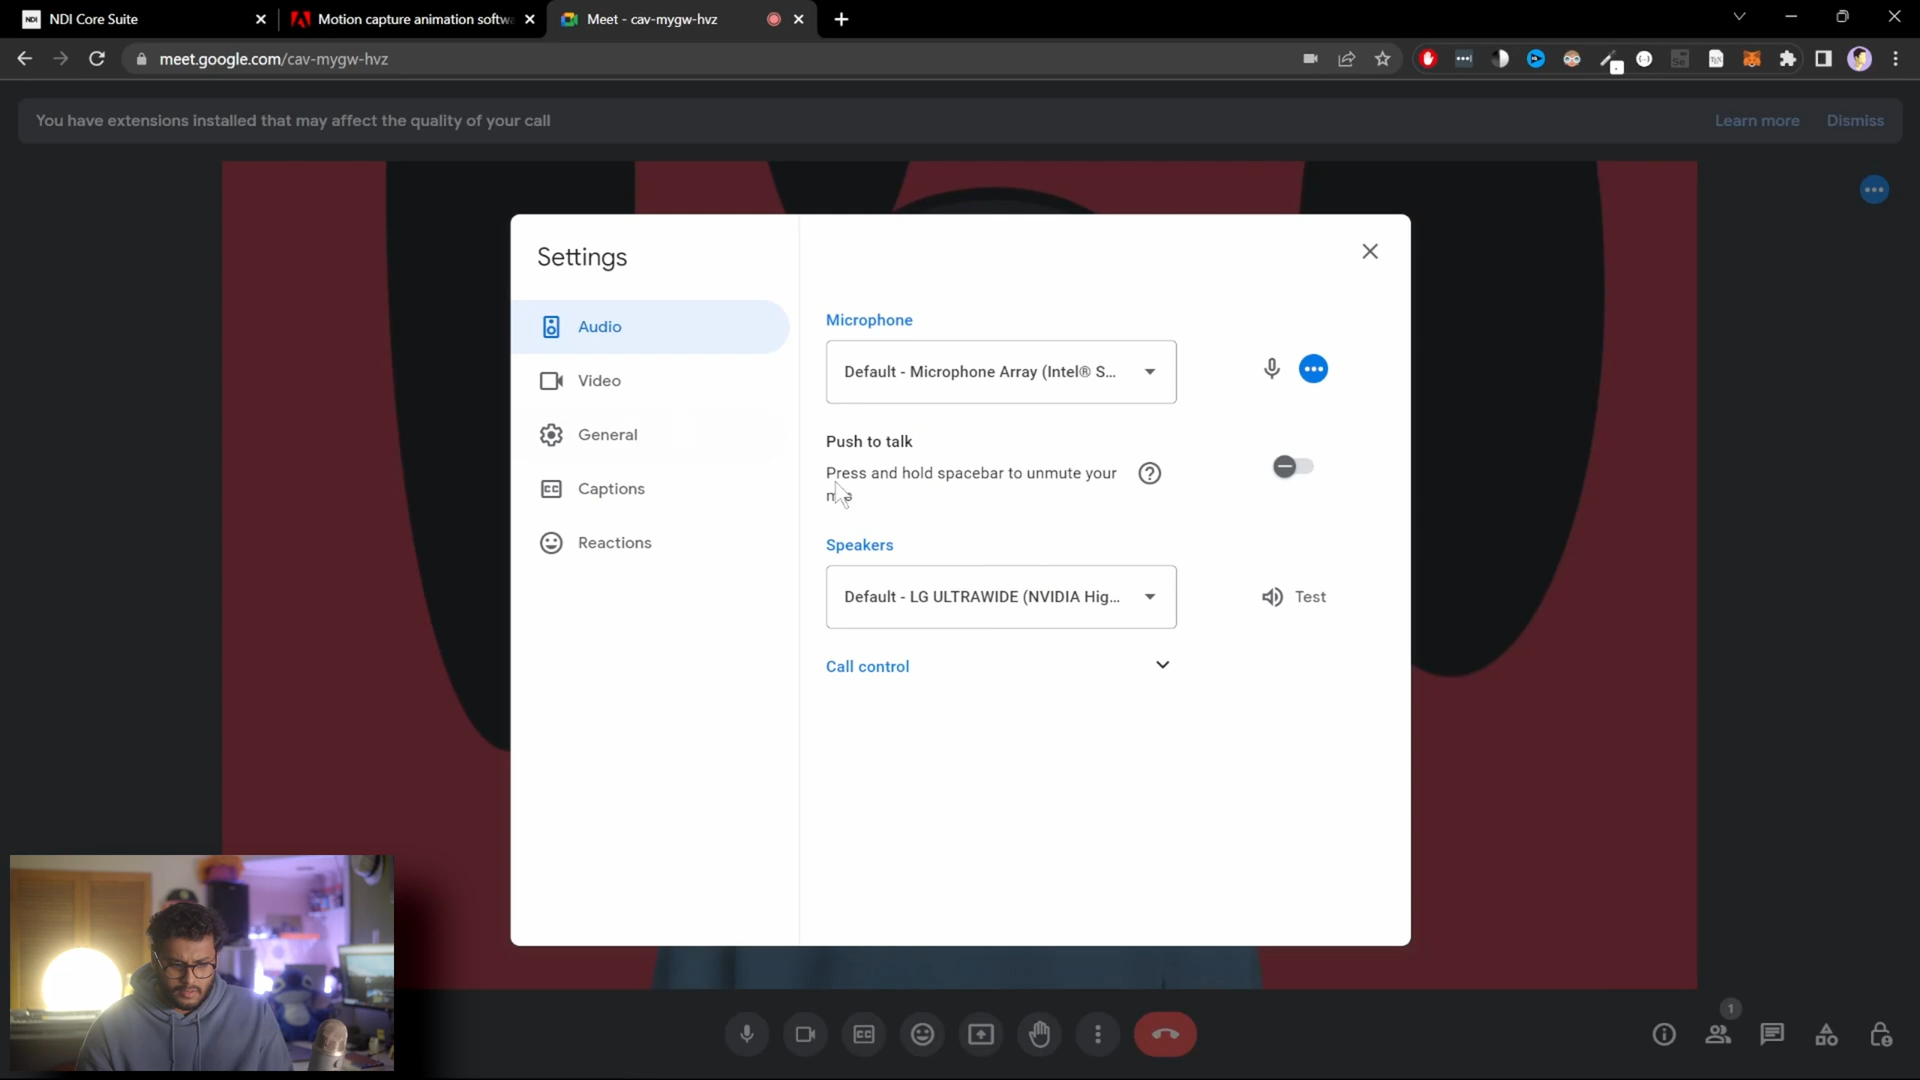 NDI Core Suite
Motion capture animation softw
Meet - cav-mygw-hvz
meet.google.com/cav-mygw-hvz
You have extensions installed that may affect the quality of your call
Learn more
Dismiss
Settings
Audio
Video
General
Captions
Reactions
Microphone
Default - Microphone Array (Intel® S...
Push to talk
Press and hold spacebar to unmute your
Speakers
Default - LG ULTRAWIDE (NVIDIA Hig...
Test
Call control
1